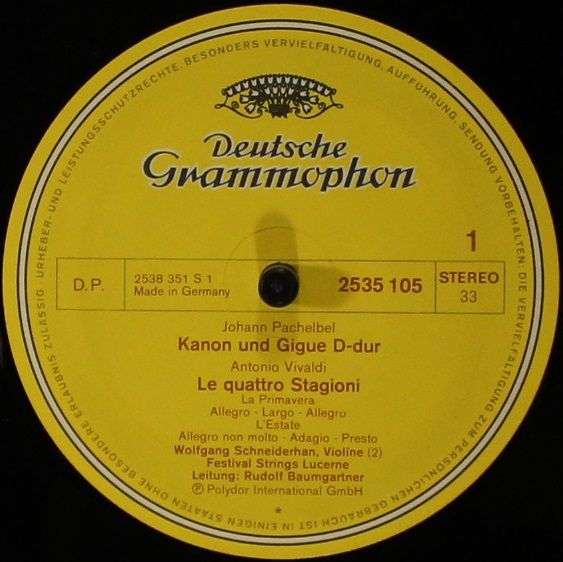 URHEBER- UND LEISTUNGSSCHUTZRECHTE, BESONDERS VERVIELFÄLTIGUNG, AUFFÜHRUNG, SENDUNG VORBEHALTEN; DIE VERVIELFÄLTIGUNG ZUM PERSÖNLICHEN GEBRAUCH IST IN EINIGEN STAATEN OHNE BESONDERE ERLAUBNIS ZULÄSSIG ·
Deutsche
Grammophon
1
D.P.
2538 351 S 1
Made in Germany
2535 105
STEREO
33
Johann Pachelbel
Kanon und Gigue D-dur
Antonio Vivaldi
Le quattro Stagioni
La Primavera
Allegro - Largo - Allegro
L'Estate
Allegro non molto - Adagio - Presto
Wolfgang Schneiderhan, Violine (2)
Festival Strings Lucerne
Leitung: Rudolf Baumgartner
Ⓟ Polydor International GmbH
*